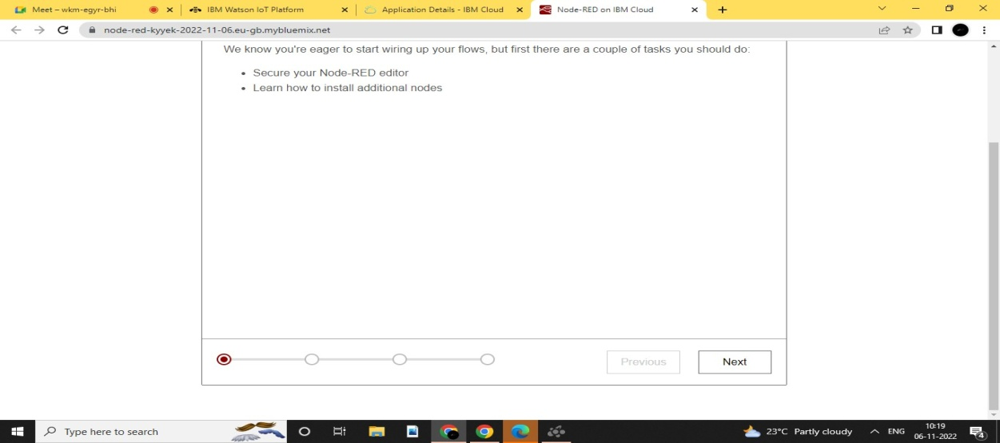 Meet – wkm-egyr-bhi
IBM Watson IoT Platform
Application Details - IBM Cloud
Node-RED on IBM Cloud
node-red-kyyek-2022-11-06.eu-gb.mybluemix.net
We know you're eager to start wiring up your flows, but first there are a couple of tasks you should do:
• Secure your Node-RED editor
• Learn how to install additional nodes
Previous
Next
Type here to search
23°C Partly cloudy
ENG
10:19
06-11-2022
4